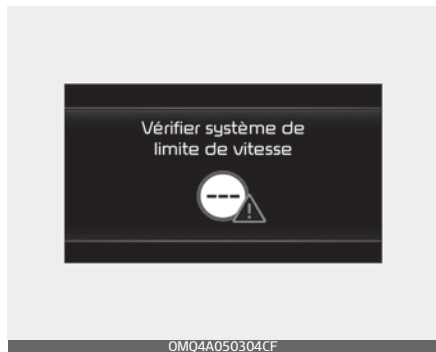 Vérifier système de
limite de vitesse
---
OMQ4A050304CF